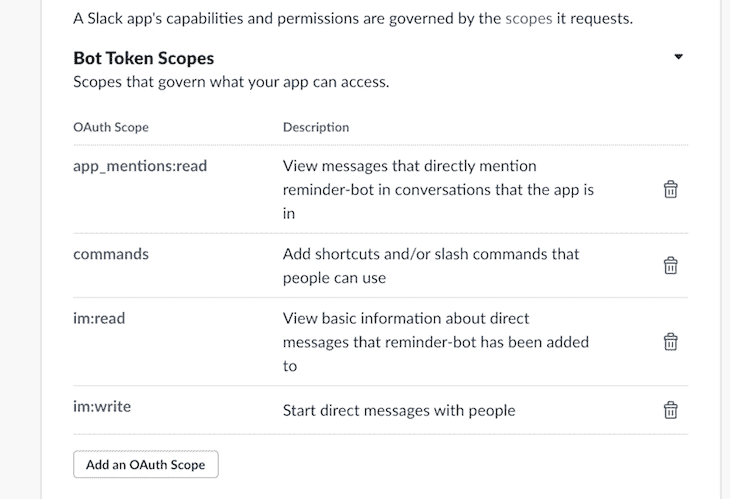 A Slack app's capabilities and permissions are governed by the scopes it requests.
Bot Token Scopes
Scopes that govern what your app can access.
OAuth Scope Description
app_mentions:read View messages that directly mention
reminder-bot in conversations that the app is
in
commands Add shortcuts and/or slash commands that
people can use
im:read View basic information about direct
messages that reminder-bot has been added
to
im:write Start direct messages with people
Add an OAuth Scope